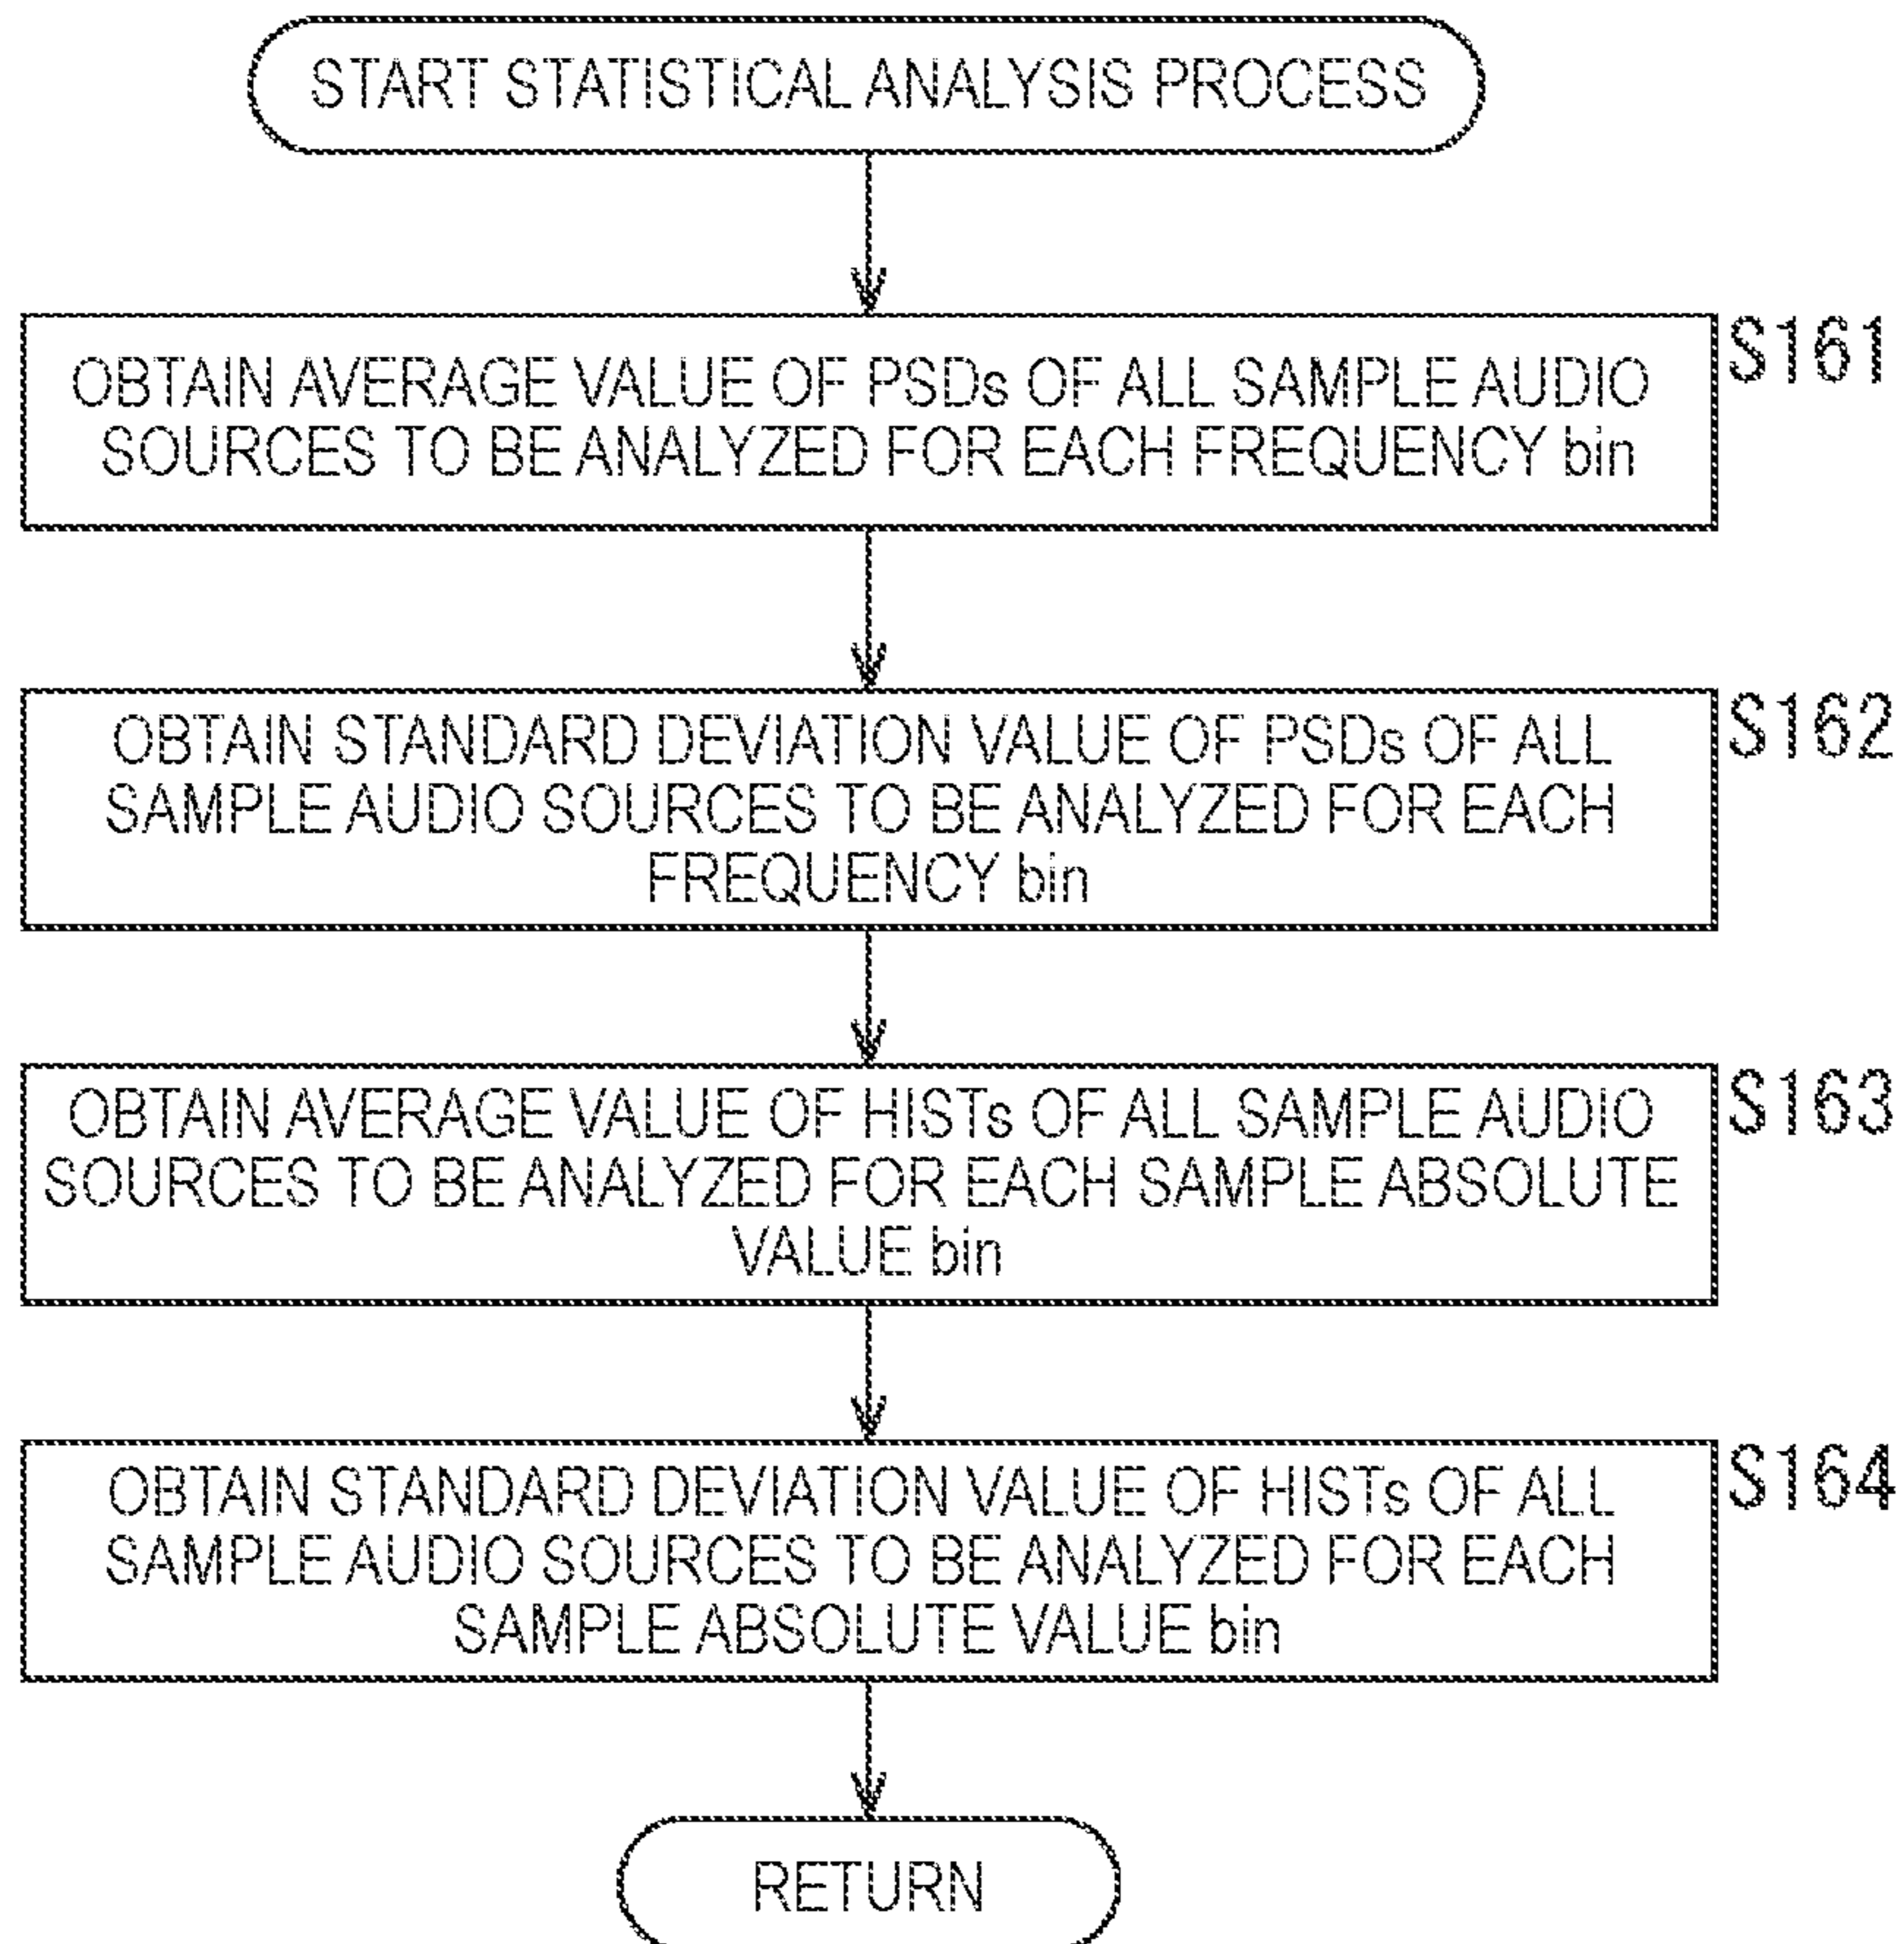 START STATISTICAL ANALYSIS PROCESS
OBTAIN AVERAGE VALUE OF PSDs OF ALL SAMPLE AUDIO
SOURCES TO BE ANALYZED FOR EACH FREQUENCY bin
S161
OBTAIN STANDARD DEVIATION VALUE OF PSDs OF ALL
SAMPLE AUDIO SOURCES TO BE ANALYZED FOR EACH
FREQUENCY bin
S162
OBTAIN AVERAGE VALUE OF HISTs OF ALL SAMPLE AUDIO
SOURCES TO BE ANALYZED FOR EACH SAMPLE ABSOLUTE
VALUE bin
S163
OBTAIN STANDARD DEVIATION VALUE OF HISTs OF ALL
SAMPLE AUDIO SOURCES TO BE ANALYZED FOR EACH
SAMPLE ABSOLUTE VALUE bin
S164
RETURN